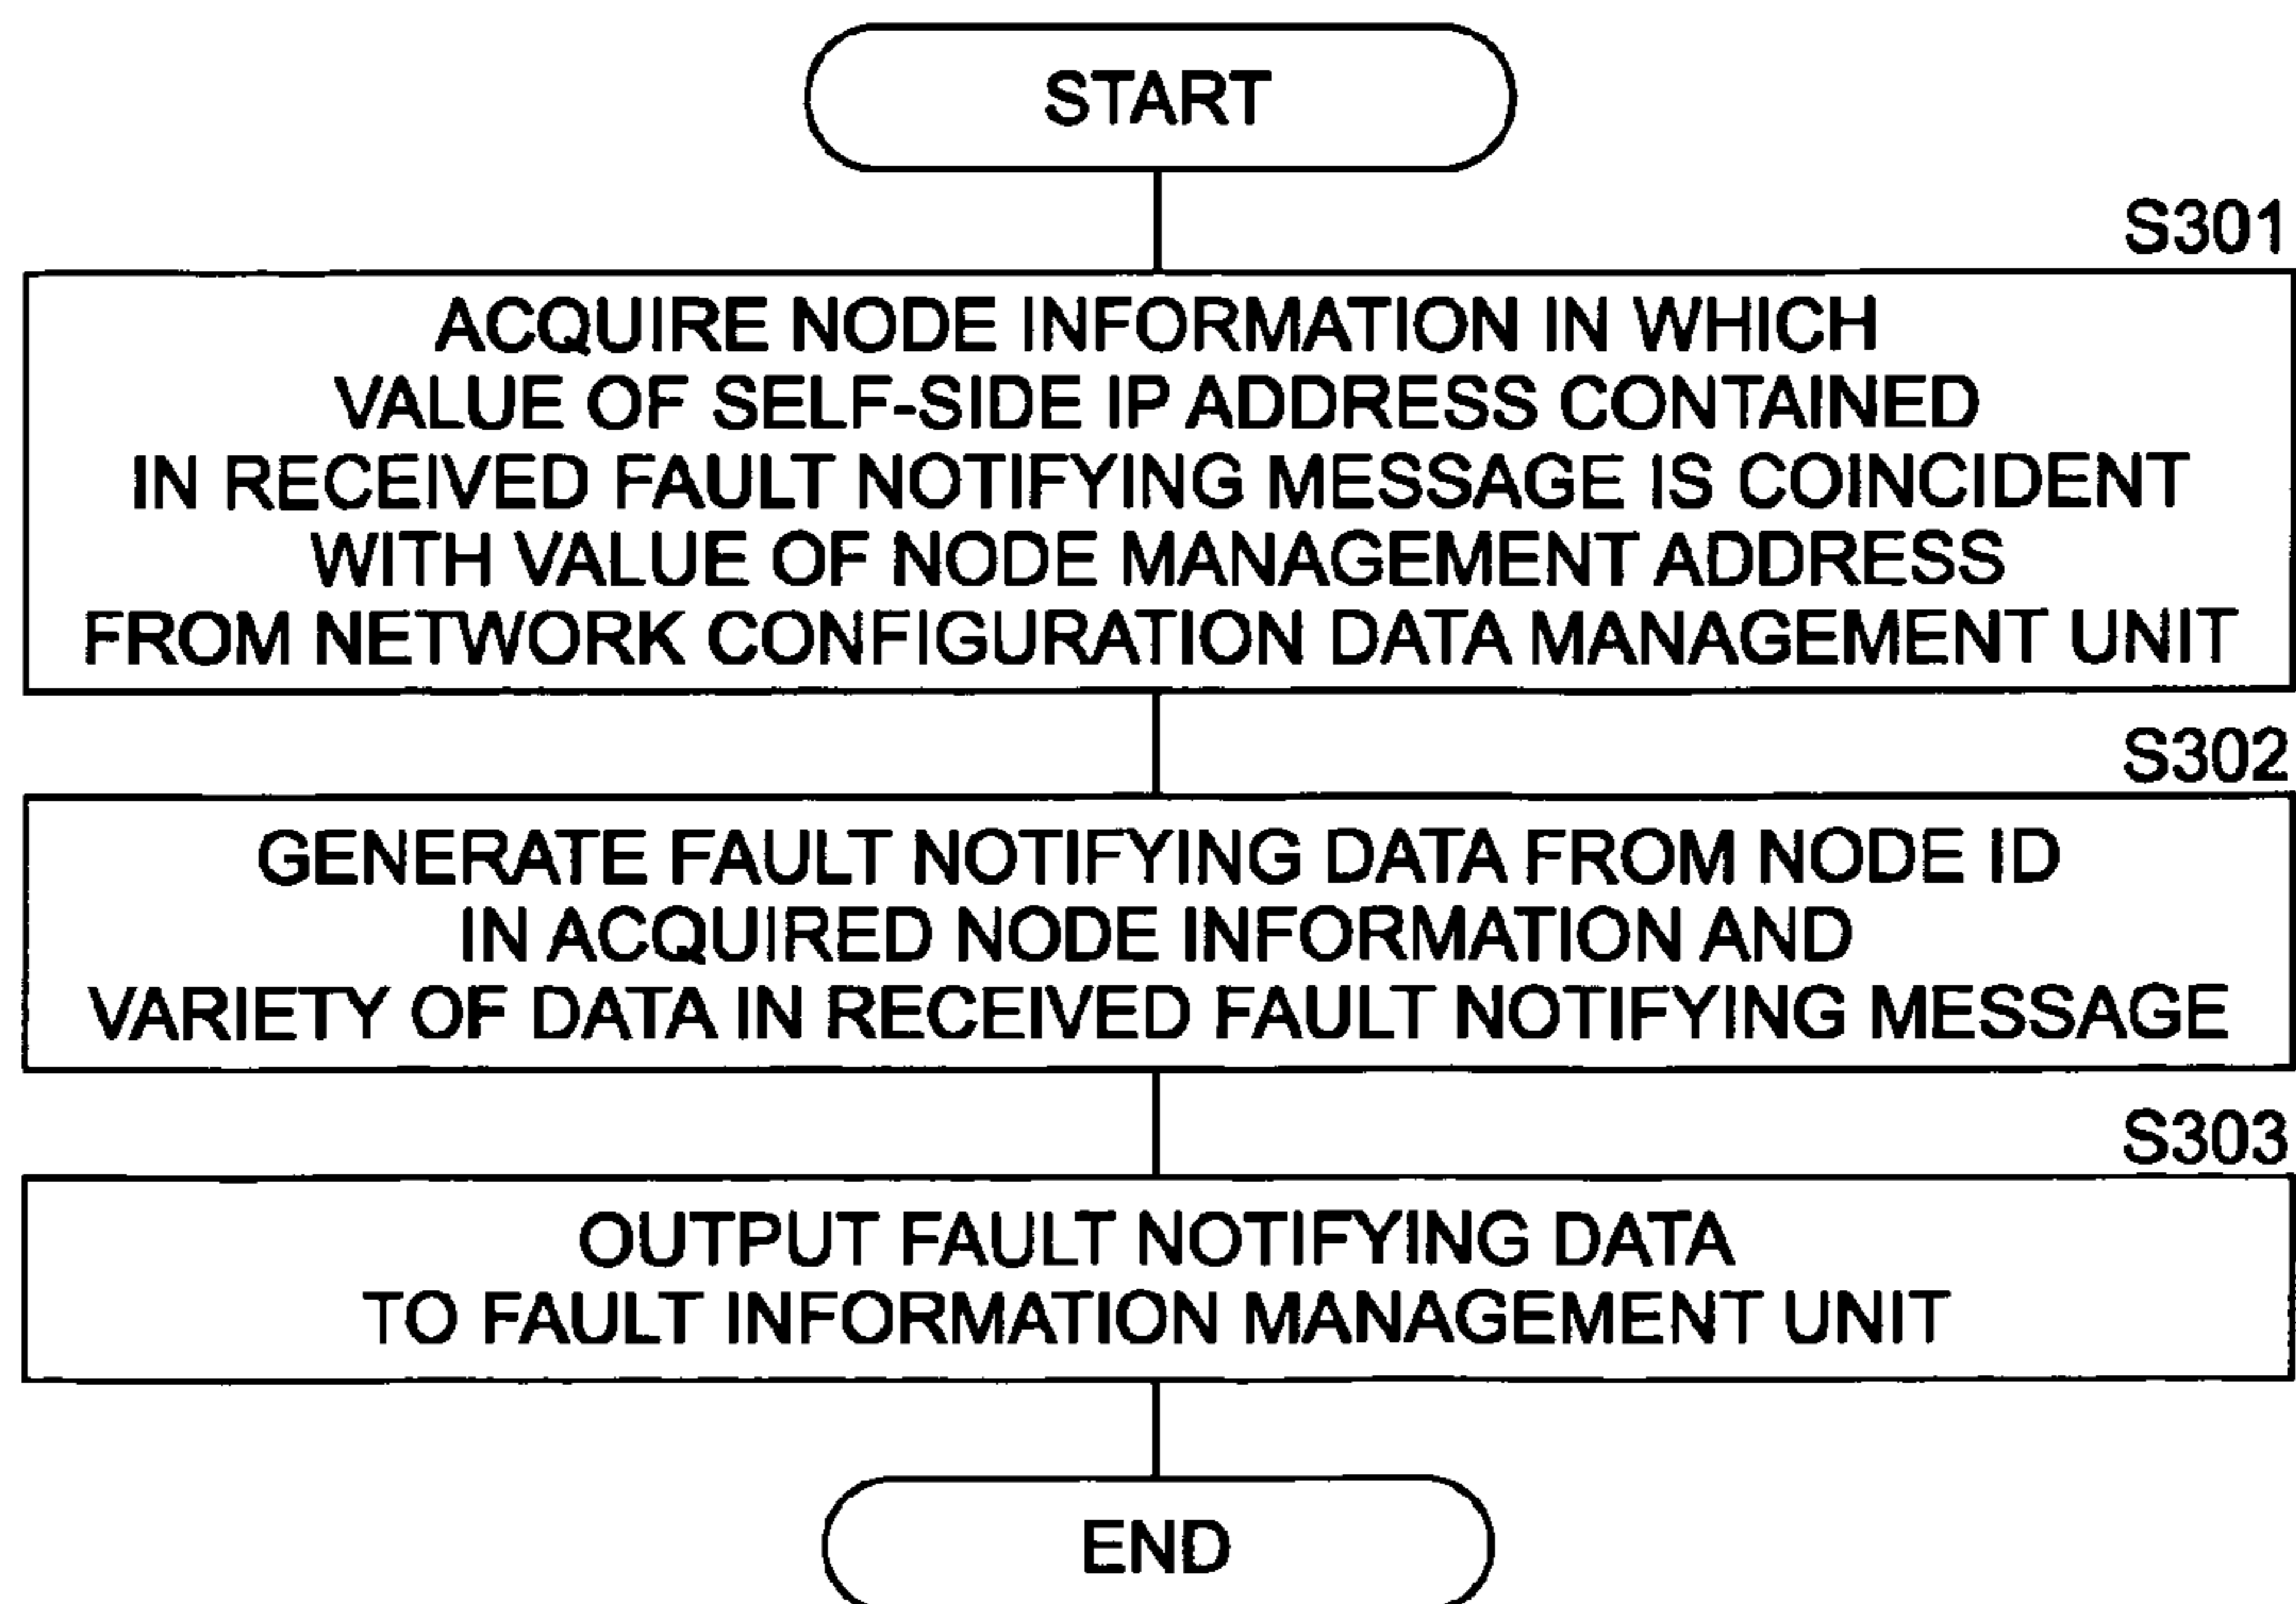 START
S301
ACQUIRE NODE INFORMATION IN WHICH
VALUE OF SELF-SIDE IP ADDRESS CONTAINED
IN RECEIVED FAULT NOTIFYING MESSAGE IS COINCIDENT
WITH VALUE OF NODE MANAGEMENT ADDRESS
FROM NETWORK CONFIGURATION DATA MANAGEMENT UNIT
S302
GENERATE FAULT NOTIFYING DATA FROM NODE ID
IN ACQUIRED NODE INFORMATION AND
VARIETY OF DATA IN RECEIVED FAULT NOTIFYING MESSAGE
S303
OUTPUT FAULT NOTIFYING DATA
TO FAULT INFORMATION MANAGEMENT UNIT
END